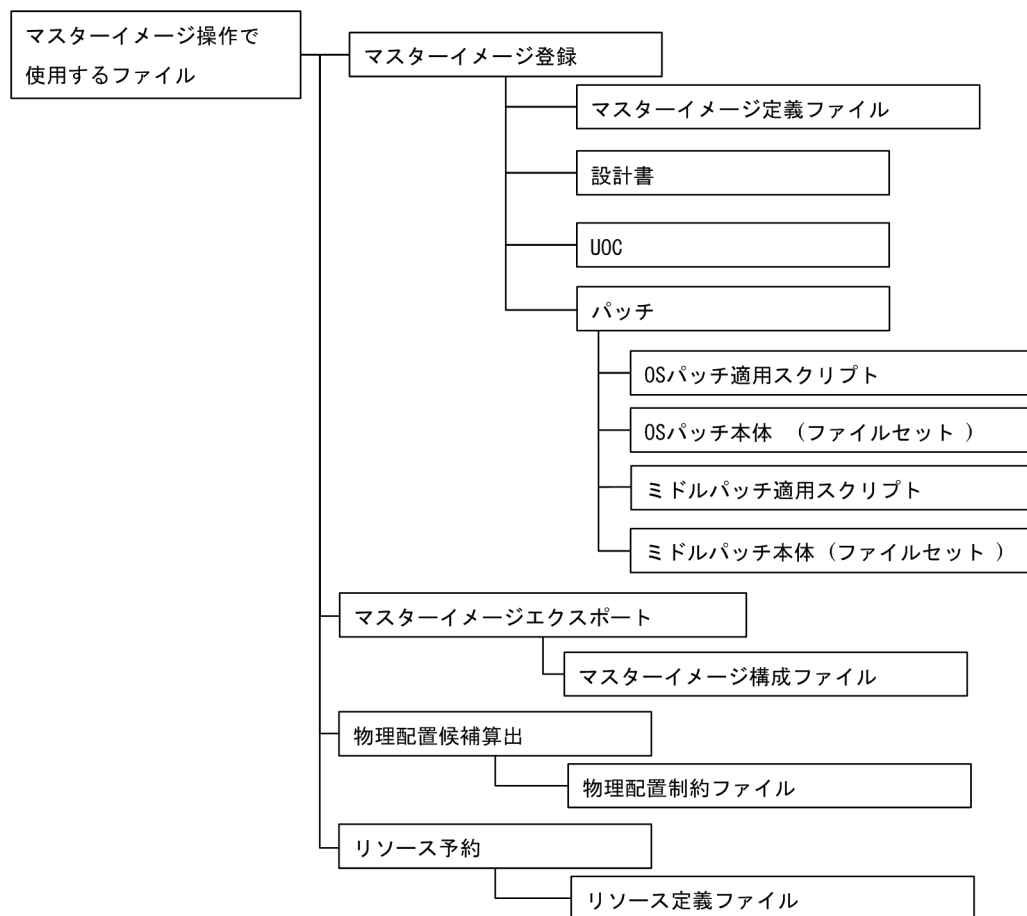 マスターイメージ操作で
使用するファイル
マスターイメージ登録
マスターイメージ定義ファイル
設計書
UOC
パッチ
OSパッチ適用スクリプト
OSパッチ本体 （ファイルセット ）
ミドルパッチ適用スクリプト
ミドルパッチ本体（ファイルセット ）
マスターイメージエクスポート
マスターイメージ構成ファイル
物理配置候補算出
物理配置制約ファイル
リソース予約
リソース定義ファイル